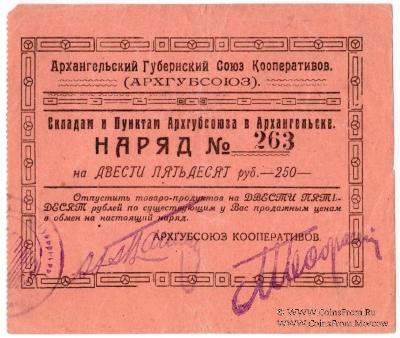 Архангельский Губернский Союз Кооперативов.
(АРХГУБСОЮЗ).
Складам и Пунктам Архгубсоюза в Архангельске.
НАРЯД № 263
на ДВЕСТИ ПЯТЬДЕСЯТ руб.—250—
Отпустить товаро-продуктов на ДВЕСТИ ПЯТЬ-
ДЕСЯТ рублей по существующим у Вас продажным ценам
в обмен на настоящий наряд.
АРХГУБСОЮЗ КООПЕРАТИВОВ.
© www.CoinsFrom.Ru
www.CoinsFrom.Moscow